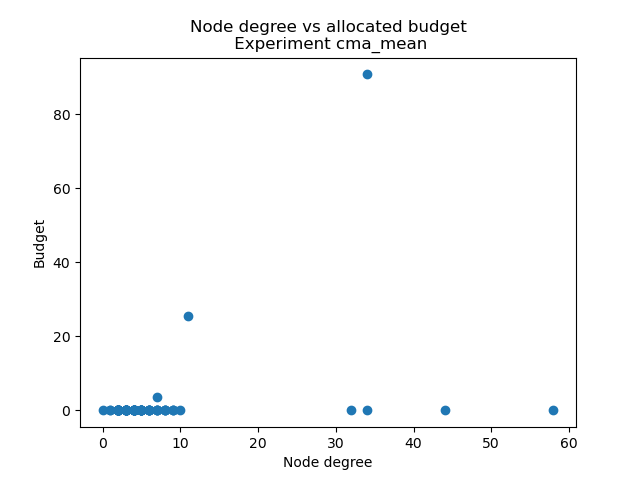 Node degree vs allocated budget
Experiment cma_mean
80
60
40
20
0
Budget
0 10 20 30 40 50 60
Node degree